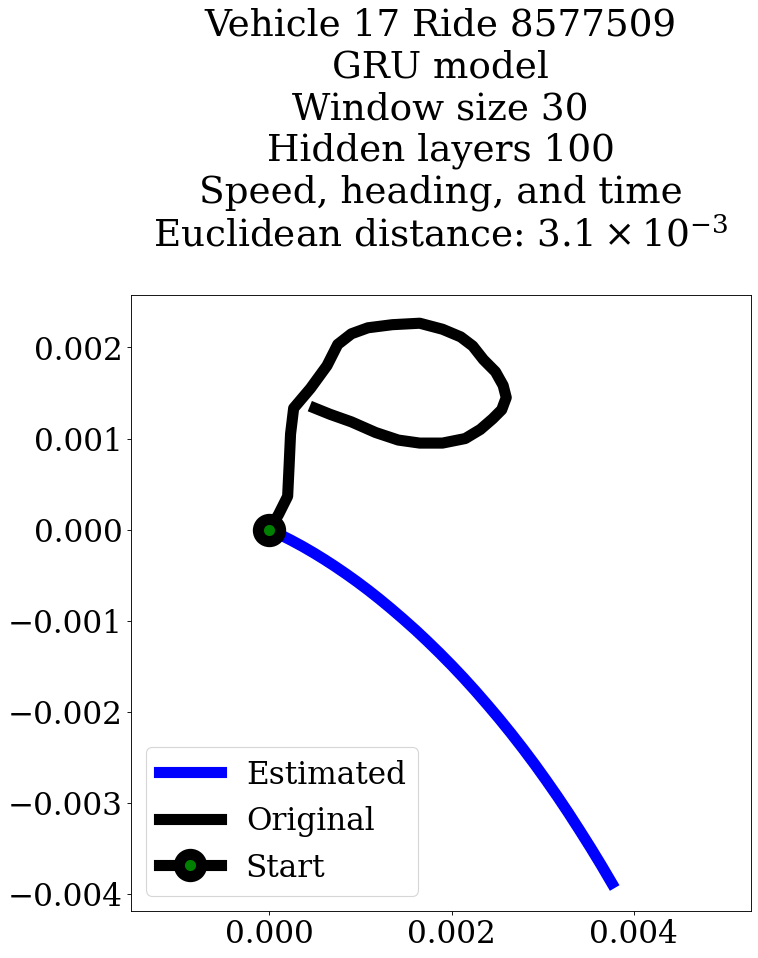 Vehicle 17 Ride 8577509
GRU model
Window size 30
Hidden layers 100
Speed, heading, and time
Euclidean distance: 3.1 × 10⁻³
0.002
0.001
0.000
−0.001
−0.002
−0.003
−0.004
Estimated
Original
Start
0.000 0.002 0.004